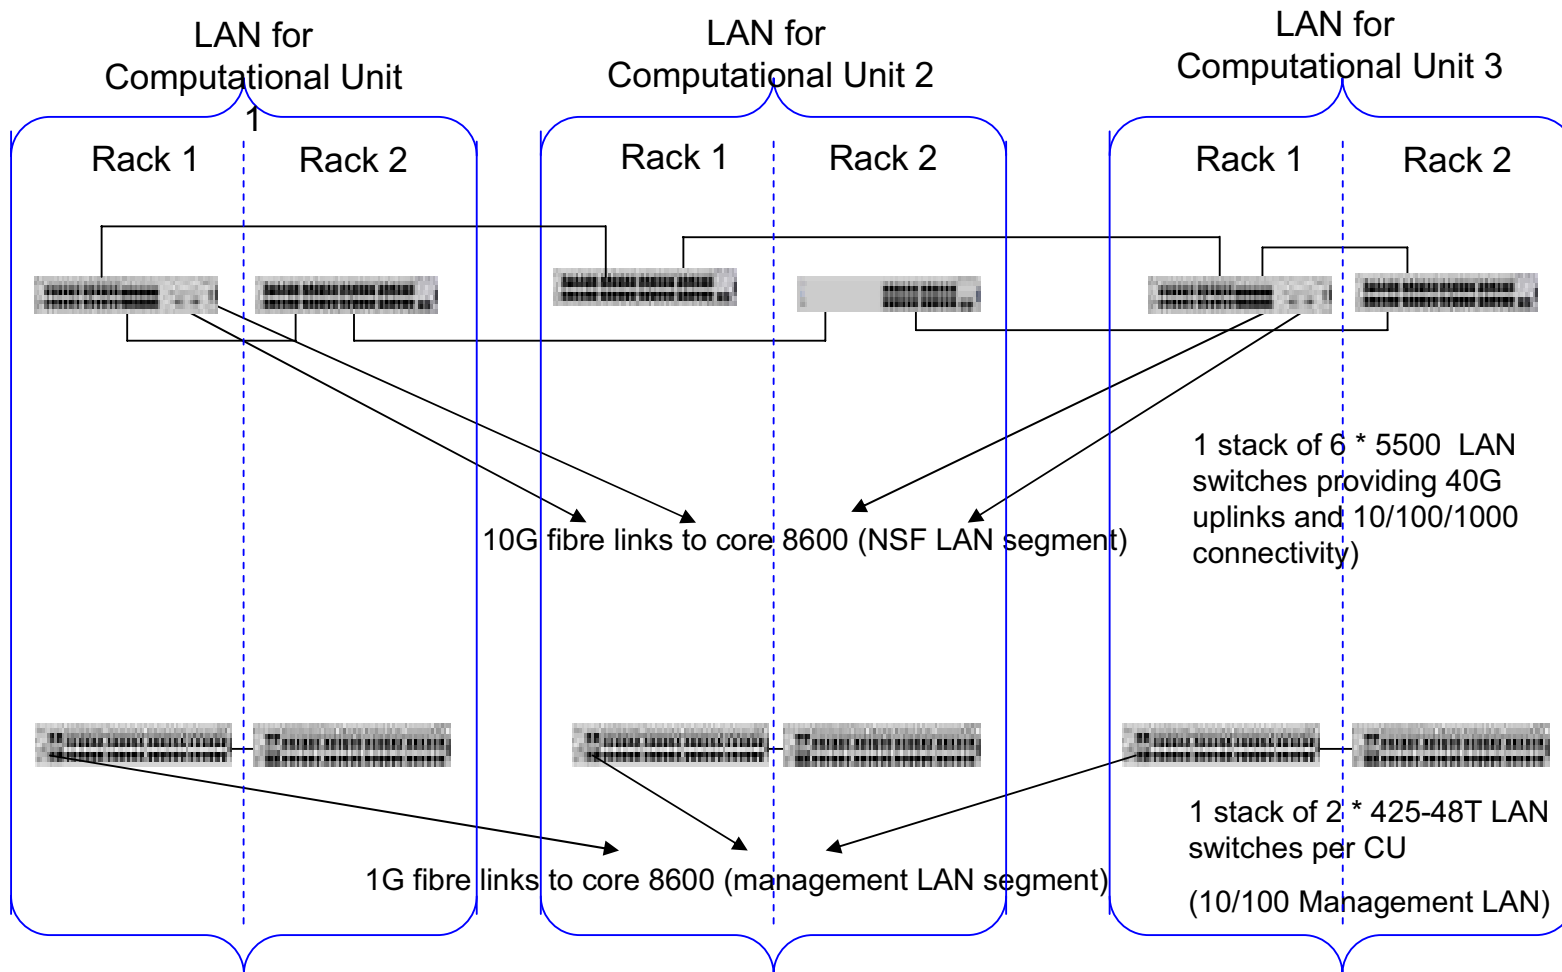 LAN for
Computational Unit
1
LAN for
Computational Unit 2
LAN for
Computational Unit 3
Rack 1
Rack 2
Rack 1
Rack 2
Rack 1
Rack 2
1 stack of 6 * 5500 LAN
switches providing 40G
uplinks and 10/100/1000
connectivity)
10G fibre links to core 8600 (NSF LAN segment)
1 stack of 2 * 425-48T LAN
switches per CU
(10/100 Management LAN)
1G fibre links to core 8600 (management LAN segment)